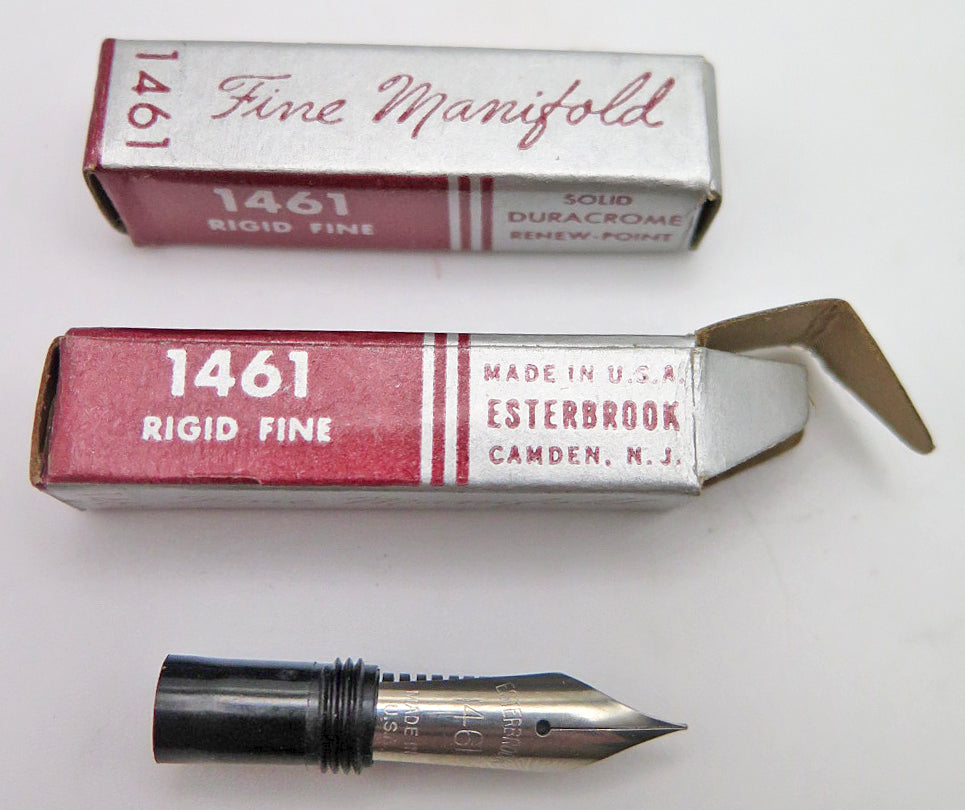 1461
Fine Manifold
1461
RIGID FINE
SOLID
DURACROME
RENEW-POINT
1461
RIGID FINE
MADE IN U.S.A.
ESTERBROOK
CAMDEN, N.J.
ESTERBROOK
1461
MADE IN
U.S.